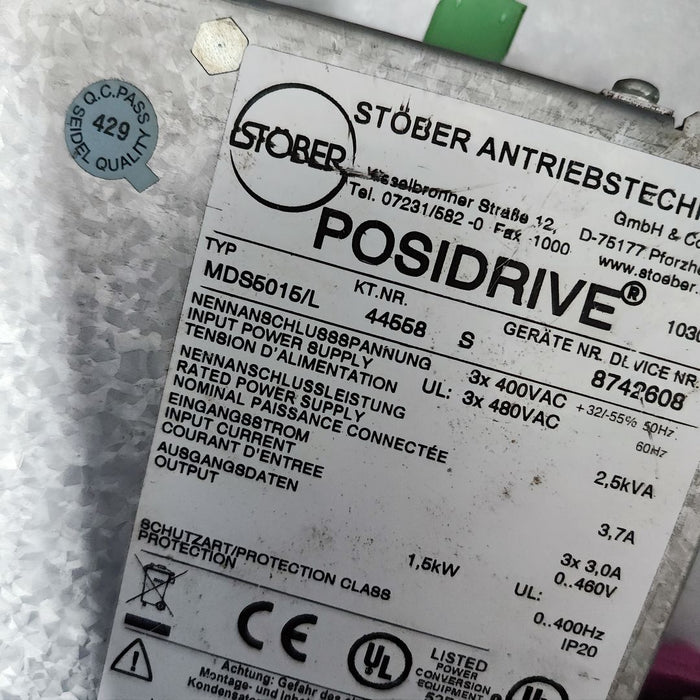 Q.C.PASS
429
SEIDEL QUALITY
STÖBER
STÖBER ANTRIEBSTECH
GmbH & Co
Straße 12, D-75177 Pforzh
Tel. 07231/582 -0 Fax -1000 www.stoeber.
POSIDRIVE®
TYP KT.NR. GERÄTE NR. DEVICE NR.
MDS5015/L 44558 S 8742608
NENNANSCHLUSSSPANNUNG 3x 400VAC +32/-55% 50Hz
INPUT POWER SUPPLY UL: 3x 480VAC 60Hz
TENSION D'ALIMENTATION
NENNANSCHLUSSLEISTUNG 2,5kVA
RATED POWER SUPPLY
NOMINAL PAISSANCE CONNECTÉE
EINGANGSSTROM 3,7A
INPUT CURRENT
COURANT D'ENTREE
AUSGANGSDATEN 3x 3,0A
OUTPUT 1,5kW UL: 0..460V
0..400Hz
SCHUTZART/PROTECTION CLASS IP20
PROTECTION
CE
UL
LISTED
POWER
CONVERSION
EQUIPMENT
Achtung: Gefahr des
Montage- und
Kondensat